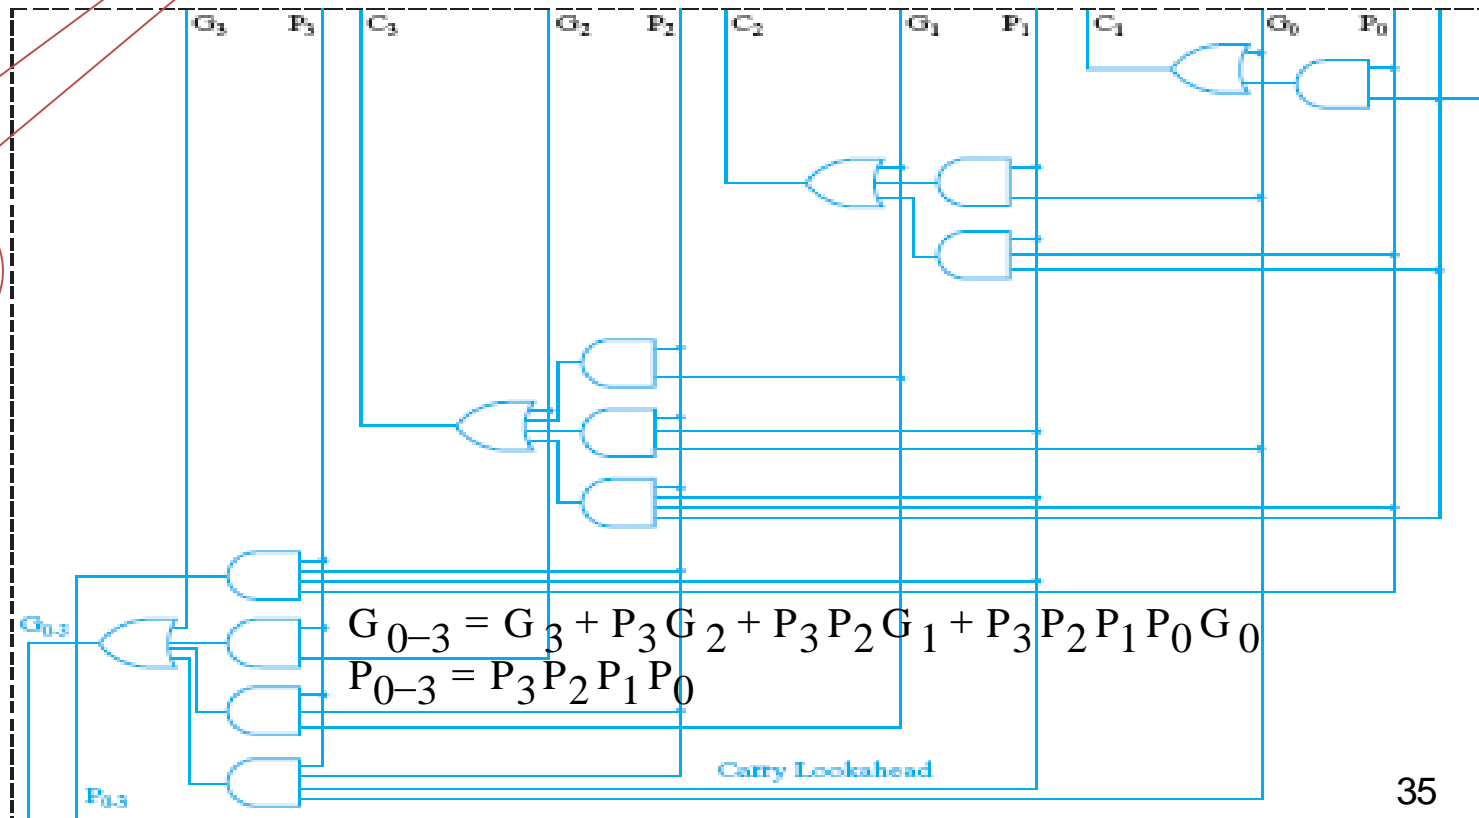 G₃ P₃ C₃ G₂ P₂ C₂ G₁ P₁ C₁ G₀ P₀
G₀₋₃
G₀₋₃ = G₃ + P₃G₂ + P₃P₂G₁ + P₃P₂P₁P₀G₀
P₀₋₃ = P₃P₂P₁P₀
Carry Lookahead
P₀₋₃
35